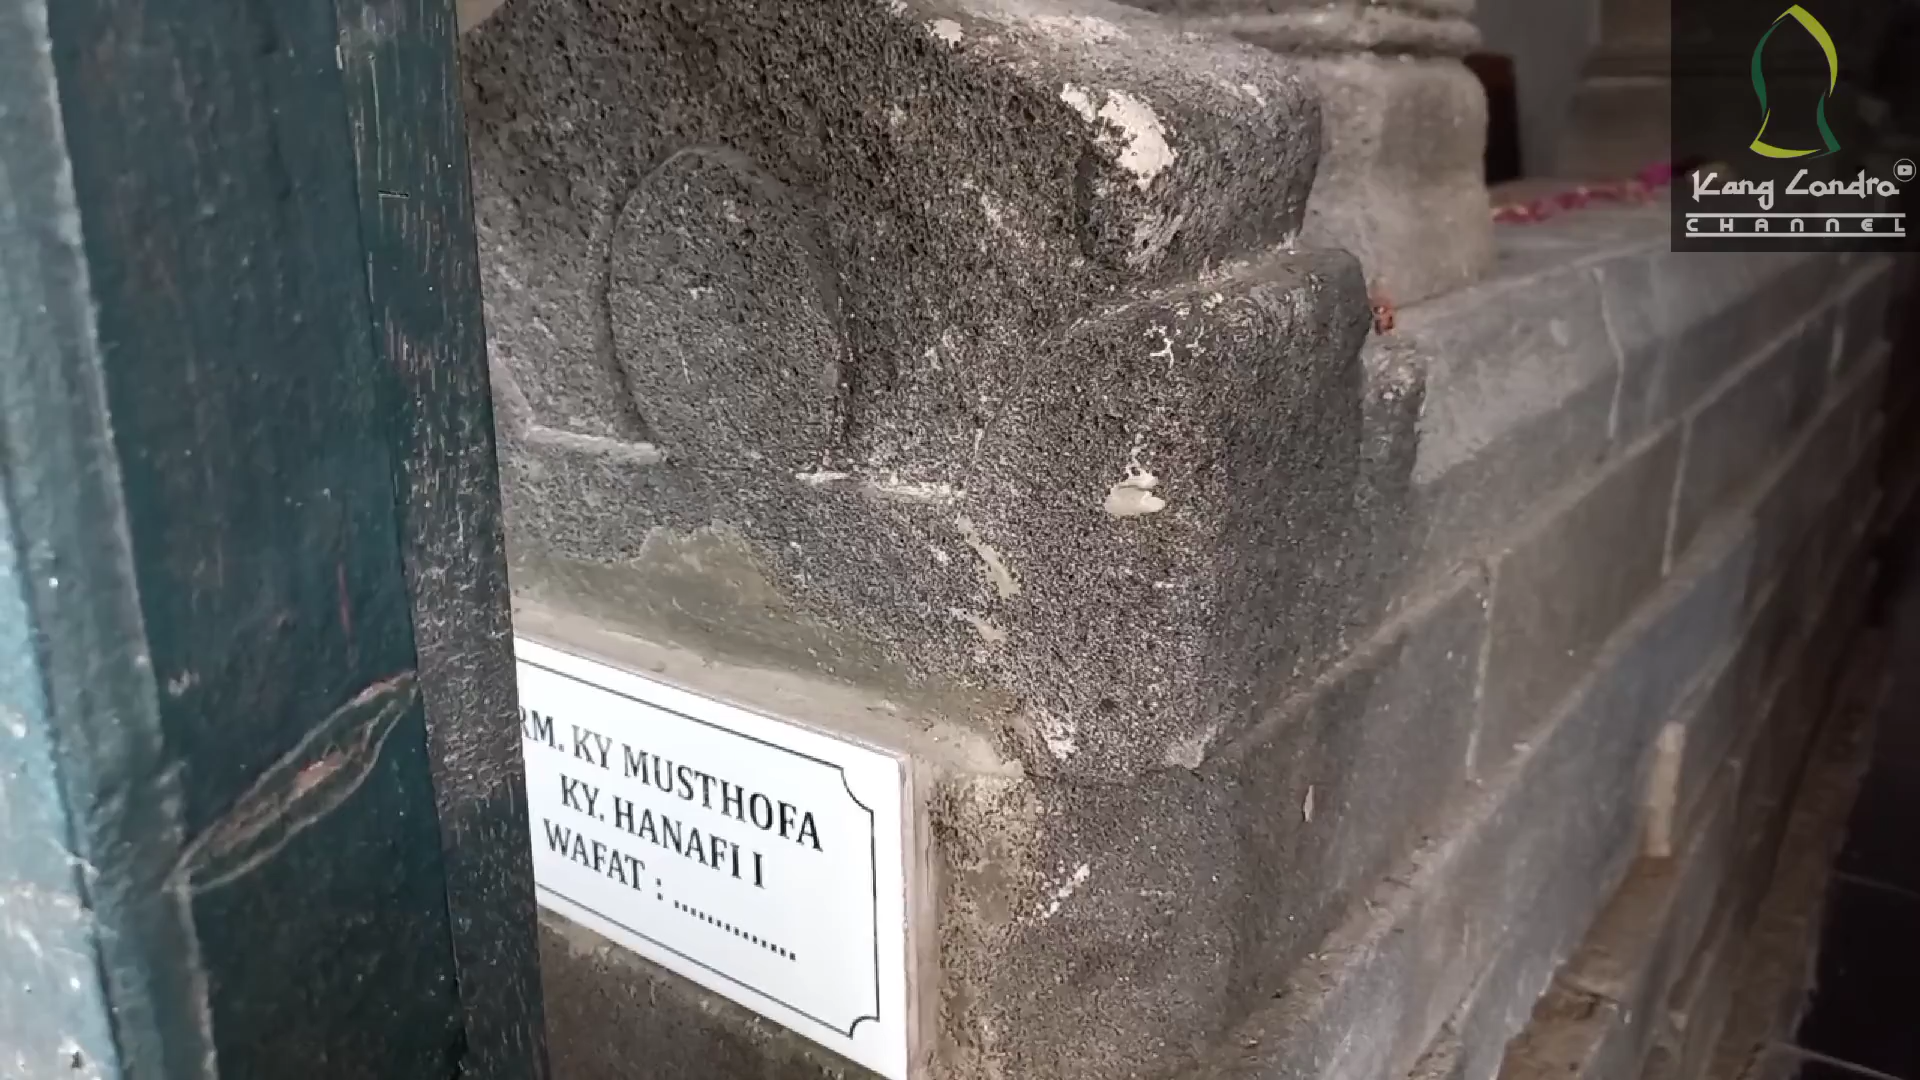 Kang Londro
CHANNEL
RM. KY MUSTHOFA
KY. HANAFI I
WAFAT : ..............